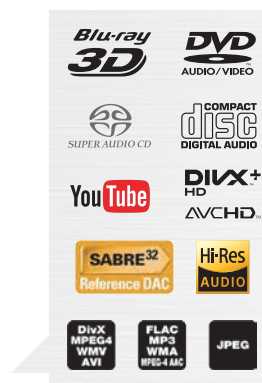 Blu-ray
3D
DVD
AUDIO/VIDEO
SUPER AUDIO CD
COMPACT
disc
DIGITAL AUDIO
YouTube
DIVX+
HD
AVCHD
SABRE32
Reference DAC
Hi-Res
AUDIO
DivX
MPEG4
WMV
AVI
FLAC
MP3
WMA
MPEG-4 AAC
JPEG